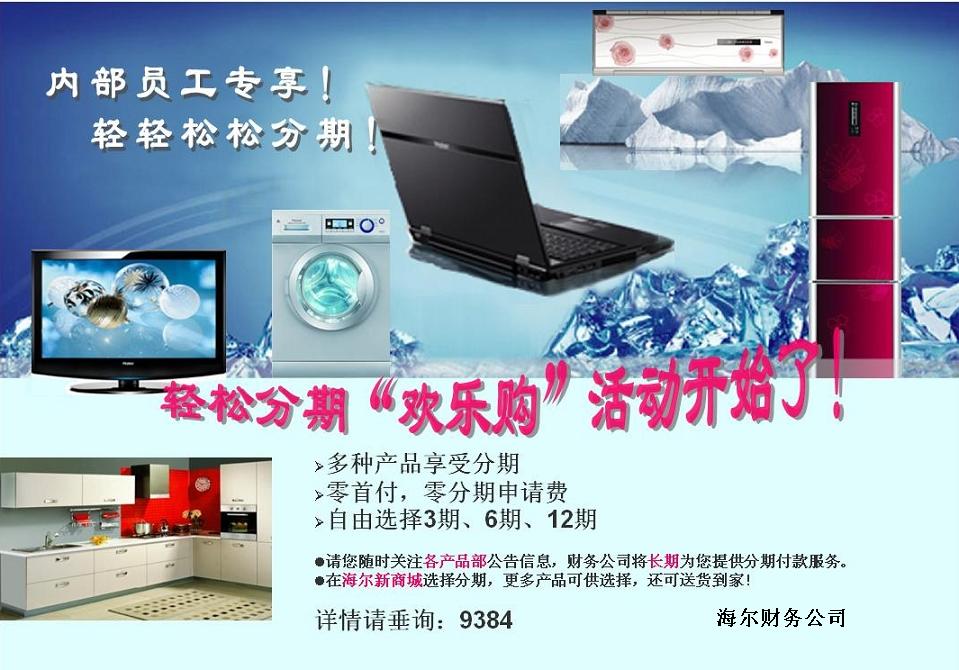 内部员工专享！
轻轻松松分期！
轻松分期“欢乐购”活动开始了！
多种产品享受分期
零首付，零分期申请费
自由选择3期、6期、12期
●请您随时关注各产品部公告信息，财务公司将长期为您提供分期付款服务。
●在海尔新商城选择分期，更多产品可供选择，还可送货到家！
详情请垂询：9384
海尔财务公司